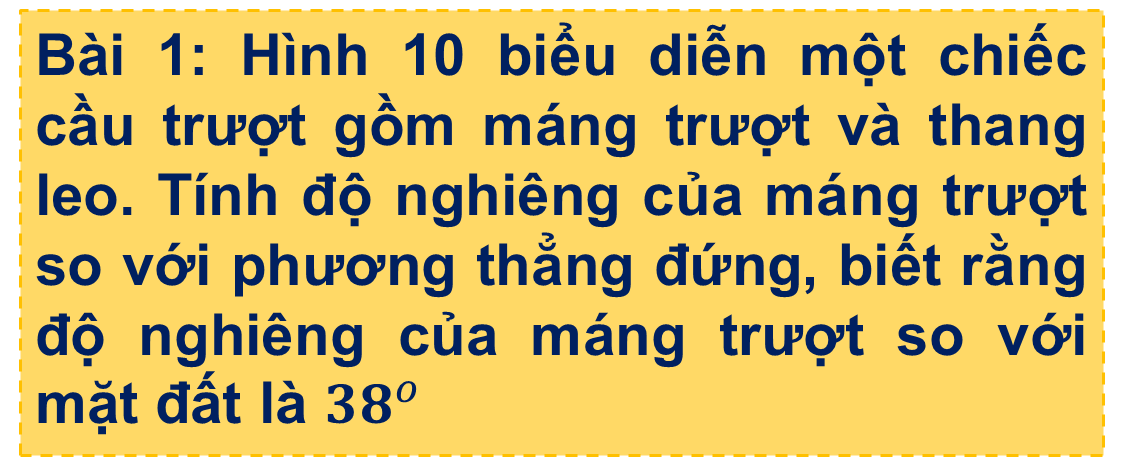 Bài 1: Hình 10 biểu diễn một chiếc
cầu trượt gồm máng trượt và thang
leo. Tính độ nghiêng của máng trượt
so với phương thẳng đứng, biết rằng
độ nghiêng của máng trượt so với
mặt đất là 38ᵒ